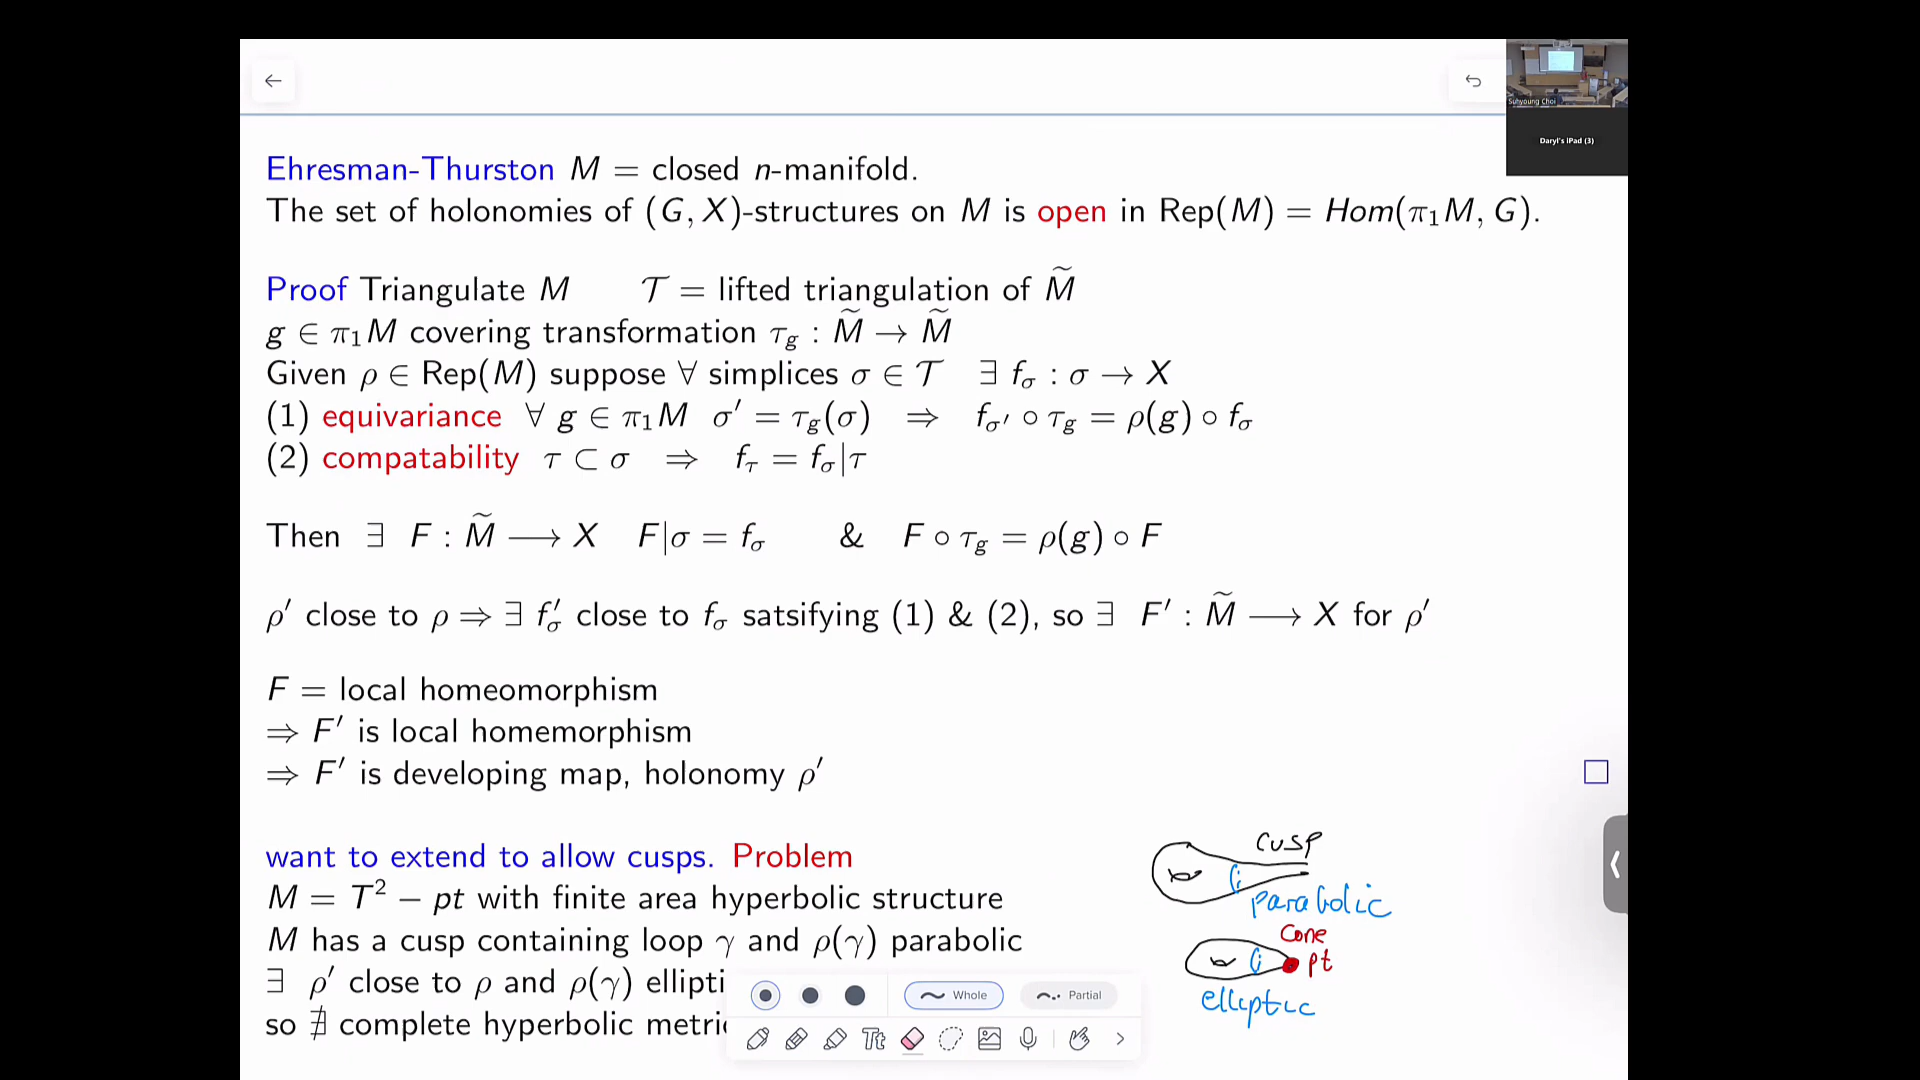 Suhyoung Choi
Daryl's iPad (3)
Ehresman-Thurston M = closed n-manifold.
The set of holonomies of (G, X)-structures on M is open in Rep(M) = Hom(π₁M, G).
Proof Triangulate M 𝒯 = lifted triangulation of M̃
g ∈ π₁M covering transformation τ_g : M̃ → M̃
Given ρ ∈ Rep(M) suppose ∀ simplices σ ∈ 𝒯 ∃ f_σ : σ → X
(1) equivariance ∀ g ∈ π₁M σ′ = τ_g(σ) ⇒ f_σ′ ∘ τ_g = ρ(g) ∘ f_σ
(2) compatability τ ⊂ σ ⇒ f_τ = f_σ|τ
Then ∃ F : M̃ ⟶ X F|σ = f_σ & F ∘ τ_g = ρ(g) ∘ F
ρ′ close to ρ ⇒ ∃ f′_σ close to f_σ satsifying (1) & (2), so ∃ F′ : M̃ ⟶ X for ρ′
F = local homeomorphism
⇒ F′ is local homemorphism
⇒ F′ is developing map, holonomy ρ′
want to extend to allow cusps. Problem
M = T² − pt with finite area hyperbolic structure
M has a cusp containing loop γ and ρ(γ) parabolic
∃ ρ′ close to ρ and ρ(γ) ellipti
so ∄ complete hyperbolic metri
cusp
parabolic
cone
pt
elliptic
Whole
Partial
Tt